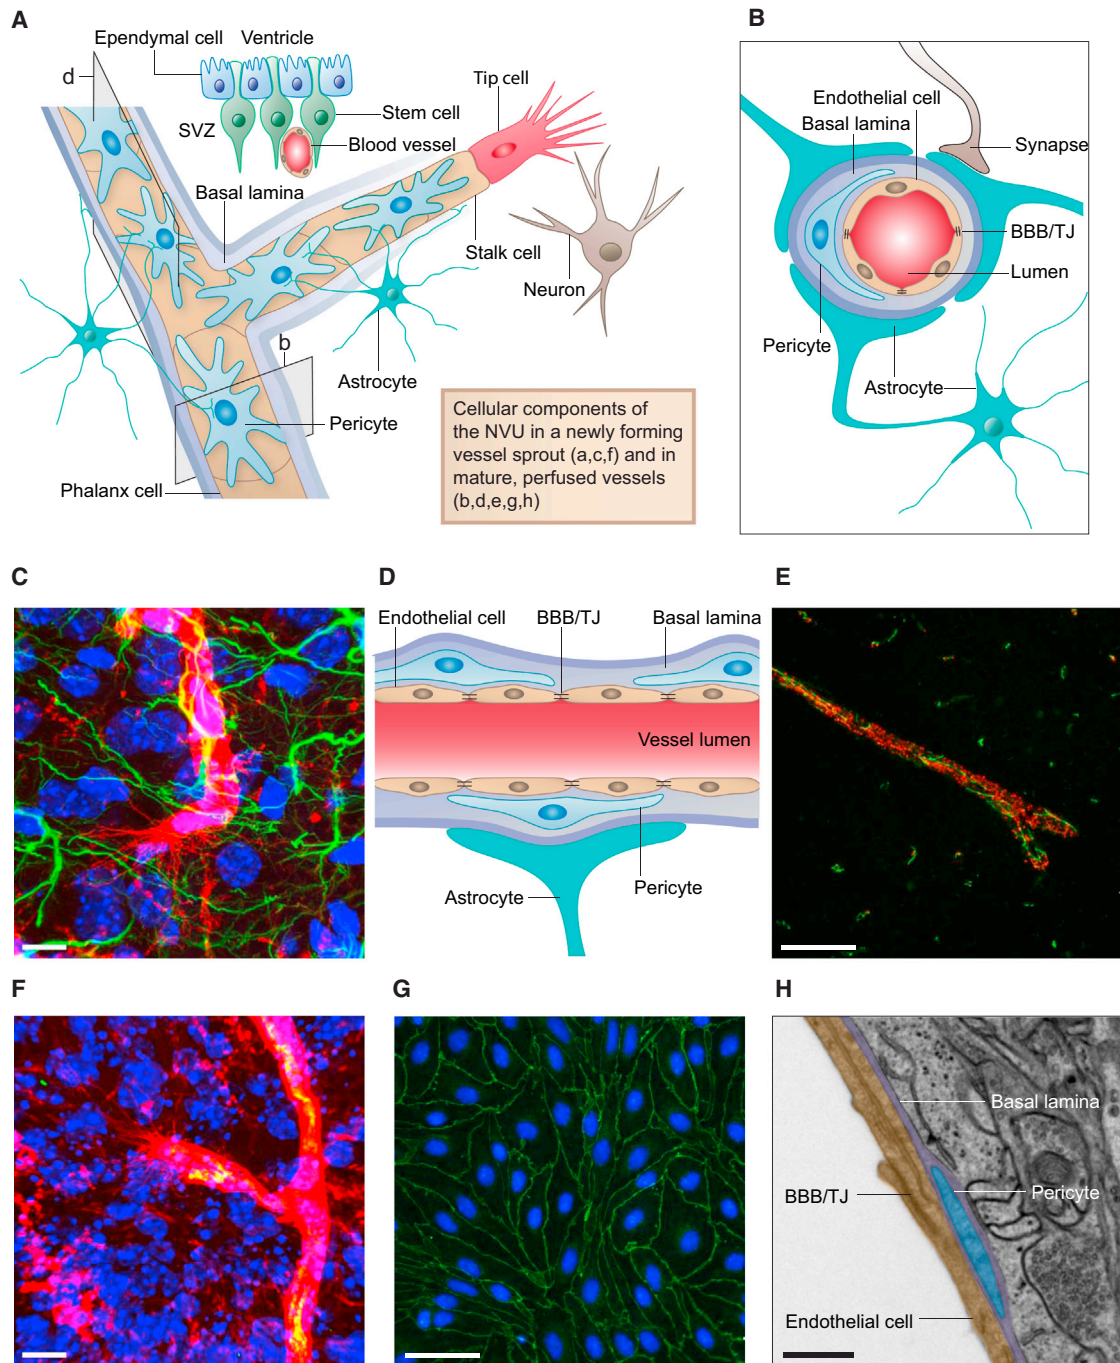 A
Ependymal cell
Ventricle
d
Tip cell
Stem cell
SVZ
Blood vessel
Basal lamina
Stalk cell
Neuron
b
Astrocyte
Pericyte
Phalanx cell
Cellular components of
the NVU in a newly forming
vessel sprout (a,c,f) and in
mature, perfused vessels
(b,d,e,g,h)
B
Endothelial cell
Basal lamina
Synapse
BBB/TJ
Lumen
Pericyte
Astrocyte
C
D
Endothelial cell
BBB/TJ
Basal lamina
Vessel lumen
Pericyte
Astrocyte
E
F
G
H
Basal lamina
Pericyte
BBB/TJ
Endothelial cell